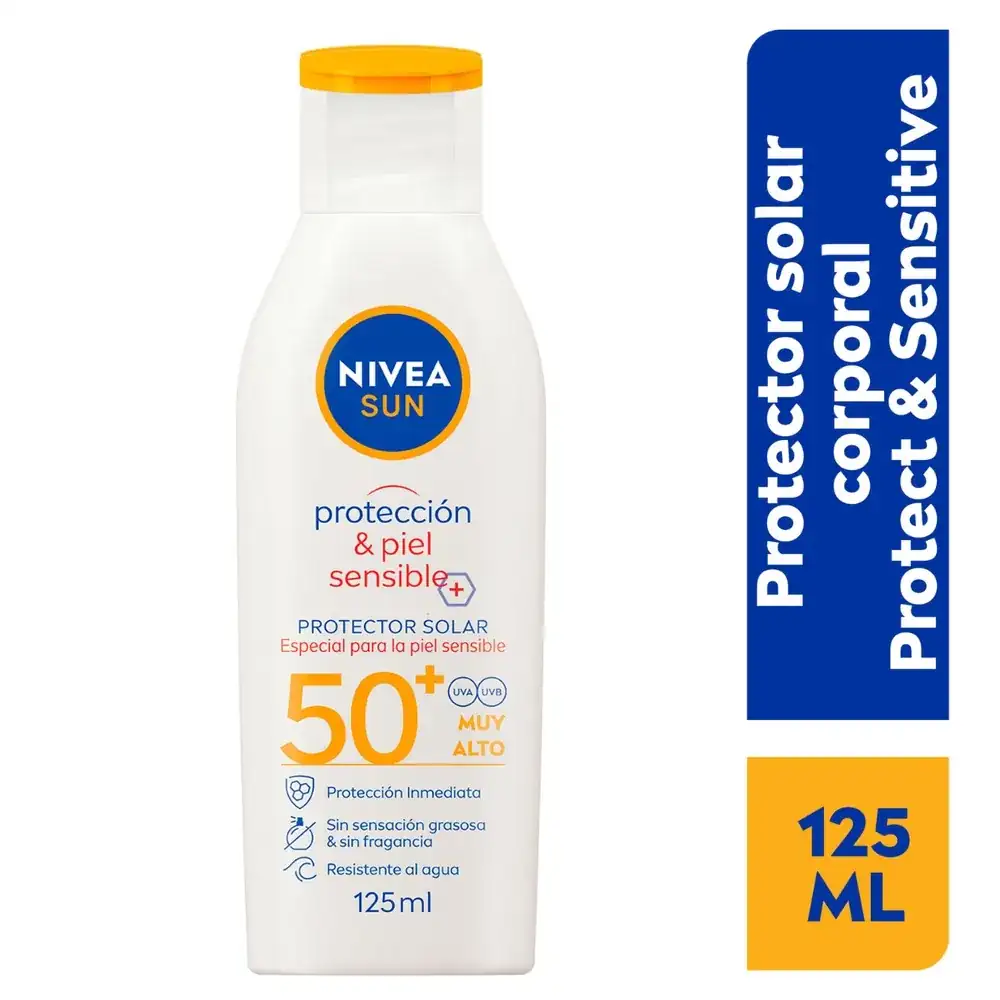 NIVEA
SUN
protección
& piel
sensible
+
PROTECTOR SOLAR
Especial para la piel sensible
50+
UVA UVB
MUY
ALTO
Protección Inmediata
Sin sensación grasosa
& sin fragancia
Resistente al agua
125ml
Protector solar
corporal
Protect & Sensitive
125
ML